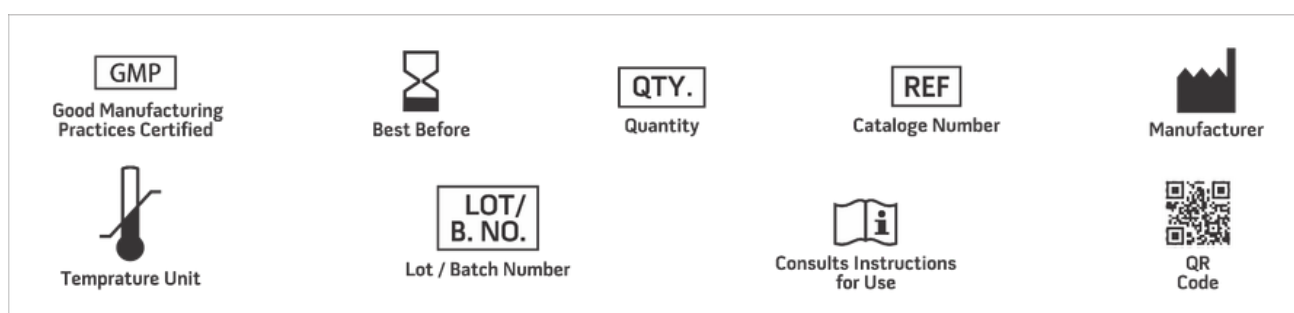 GMP
Good Manufacturing
Practices Certified
Best Before
QTY.
Quantity
REF
Cataloge Number
Manufacturer
Temprature Unit
LOT/
B. NO.
Lot / Batch Number
i
Consults Instructions
for Use
QR
Code